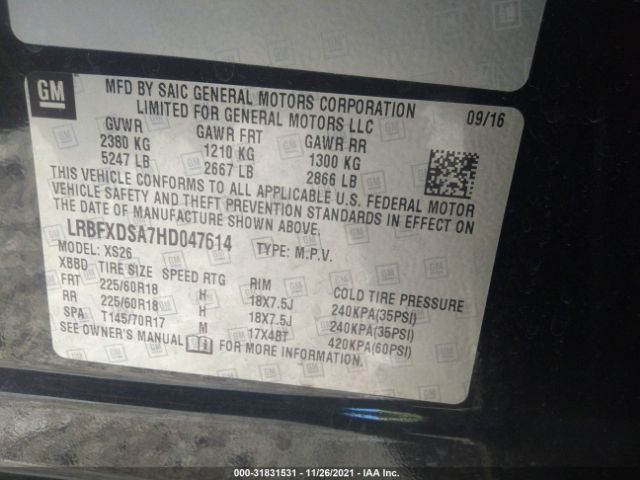 GM
MFD BY SAIC GENERAL MOTORS CORPORATION
LIMITED FOR GENERAL MOTORS LLC
09/16
GVWR GAWR FRT GAWR RR
2380 KG 1210 KG 1300 KG
5247 LB 2667 LB 2866 LB
THIS VEHICLE CONFORMS TO ALL APPLICABLE U.S. FEDERAL MOTOR
VEHICLE SAFETY AND THEFT PREVENTION STANDARDS IN EFFECT ON
THE DATE OF MANUFACTURE SHOWN ABOVE.
LRBFXDSA7HD047614 TYPE: M.P.V.
MODEL: XS26
XBBD TIRE SIZE SPEED RTG RIM COLD TIRE PRESSURE
FRT 225/60R18 H 18X7.5J 240KPA(35PSI)
RR 225/60R18 H 18X7.5J 240KPA(35PSI)
SPA T145/70R17 M 17X4BT 420KPA(60PSI)
SEE OWNER'S MANUAL FOR MORE INFORMATION.
000-31831531 - 11/26/2021 - IAA Inc.